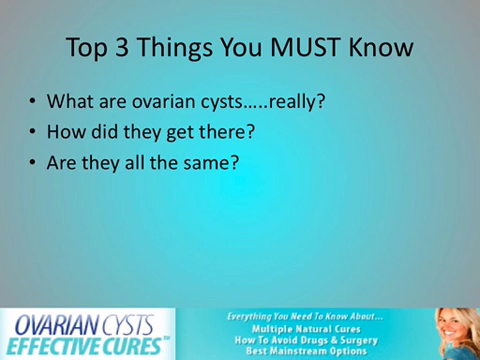 Top 3 Things You MUST Know
• What are ovarian cysts…..really?
• How did they get there?
• Are they all the same?
OVARIAN CYSTS
EFFECTIVE CURES™
Everything You Need To Know About...
Multiple Natural Cures
How To Avoid Drugs & Surgery
Best Mainstream Options